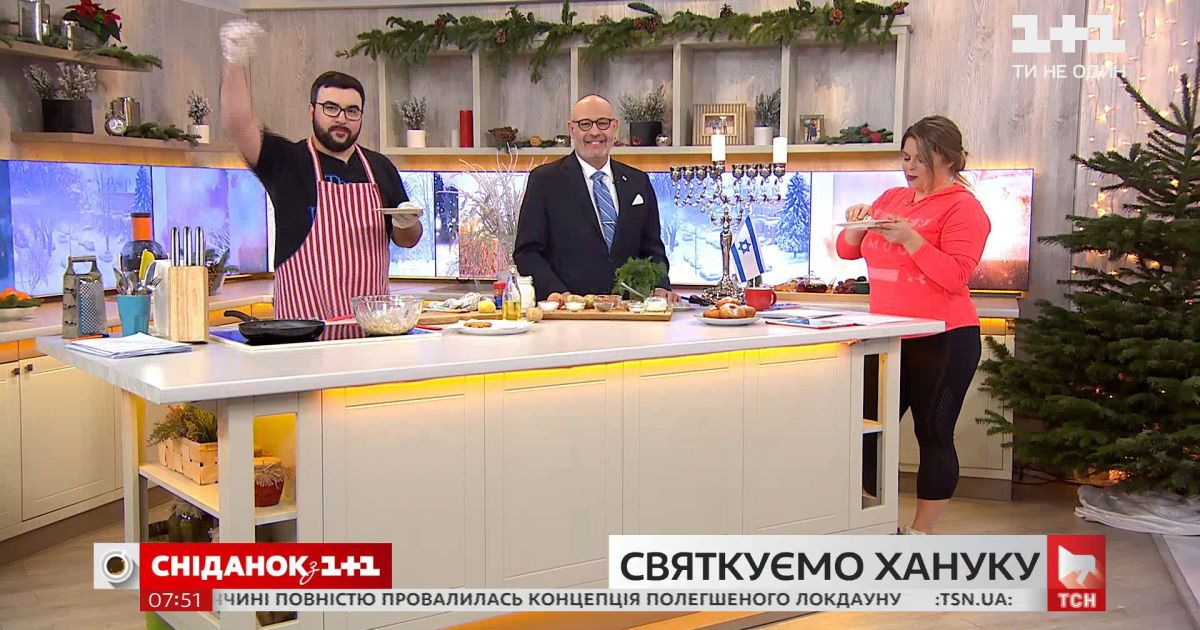 1+1
ТИ НЕ ОДИН
СВЯТКУЄМО ХАНУКУ
СНІДАНОК З 1+1
ТСН
07:51
ЧЧИНІ ПОВНІСТЮ ПРОВАЛИЛАСЬ КОНЦЕПЦІЯ ПОЛЕГШЕНОГО ЛОКДАУНУ :TSN.UA: